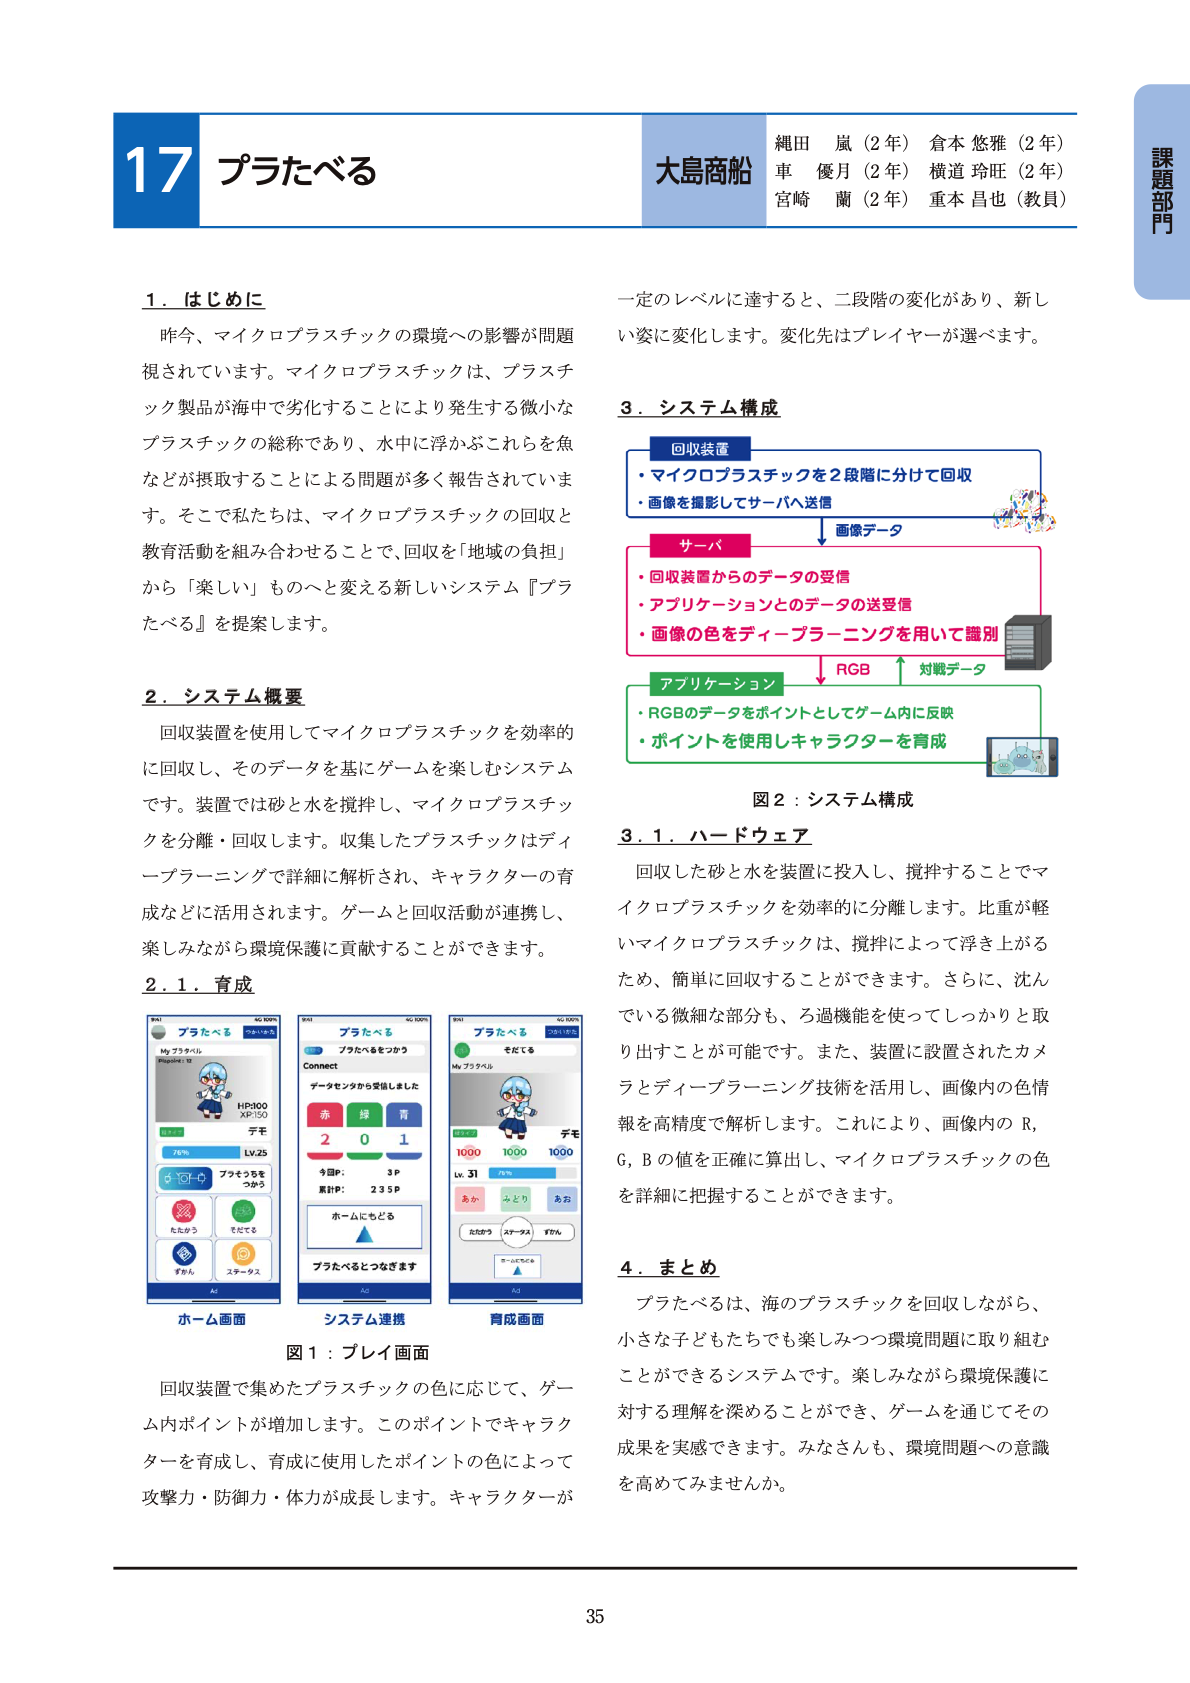 17
プラたべる
大島商船
縄田　嵐（2年）　倉本 悠雅（2年）
車　優月（2年）　横道 玲旺（2年）
宮崎　蘭（2年）　重本 昌也（教員）
課題部門
1．はじめに
昨今、マイクロプラスチックの環境への影響が問題
視されています。マイクロプラスチックは、プラスチ
ック製品が海中で劣化することにより発生する微小な
プラスチックの総称であり、水中に浮かぶこれらを魚
などが摂取することによる問題が多く報告されていま
す。そこで私たちは、マイクロプラスチックの回収と
教育活動を組み合わせることで、回収を「地域の負担」
から「楽しい」ものへと変える新しいシステム『プラ
たべる』を提案します。
2．システム概要
回収装置を使用してマイクロプラスチックを効率的
に回収し、そのデータを基にゲームを楽しむシステム
です。装置では砂と水を撹拌し、マイクロプラスチッ
クを分離・回収します。収集したプラスチックはディ
ープラーニングで詳細に解析され、キャラクターの育
成などに活用されます。ゲームと回収活動が連携し、
楽しみながら環境保護に貢献することができます。
2．1．育成
9:41 4G 100%
プラたべる
つかいかた
My プラタベル
HP:100
XP:150
デモ
76%
Lv.25
プラそうちを
つかう
たたかう
そだてる
ずかん
ステータス
Ad
ホーム画面
9:41 4G 100%
プラたべる
プラたべるをつかう
Connect
データセンタから受信しました
赤 緑 青
2 0 1
今回P: 3P
累計P: 235P
ホームにもどる
プラたべるとつなぎます
Ad
システム連携
9:41 4G 100%
プラたべる
つかいかた
そだてる
My プラタベル
デモ
1000 1000 1000
Lv. 31
76%
あか みどり あお
たたかう ステータス ずかん
ホームにもどる
Ad
育成画面
図1：プレイ画面
回収装置で集めたプラスチックの色に応じて、ゲー
ム内ポイントが増加します。このポイントでキャラク
ターを育成し、育成に使用したポイントの色によって
攻撃力・防御力・体力が成長します。キャラクターが
一定のレベルに達すると、二段階の変化があり、新し
い姿に変化します。変化先はプレイヤーが選べます。
3．システム構成
回収装置
・マイクロプラスチックを2段階に分けて回収
・画像を撮影してサーバへ送信
画像データ
サーバ
・回収装置からのデータの受信
・アプリケーションとのデータの送受信
・画像の色をディープラーニングを用いて識別
RGB
対戦データ
アプリケーション
・RGBのデータをポイントとしてゲーム内に反映
・ポイントを使用しキャラクターを育成
図2：システム構成
3．1．ハードウェア
回収した砂と水を装置に投入し、撹拌することでマ
イクロプラスチックを効率的に分離します。比重が軽
いマイクロプラスチックは、撹拌によって浮き上がる
ため、簡単に回収することができます。さらに、沈ん
でいる微細な部分も、ろ過機能を使ってしっかりと取
り出すことが可能です。また、装置に設置されたカメ
ラとディープラーニング技術を活用し、画像内の色情
報を高精度で解析します。これにより、画像内の R,
G, B の値を正確に算出し、マイクロプラスチックの色
を詳細に把握することができます。
4．まとめ
プラたべるは、海のプラスチックを回収しながら、
小さな子どもたちでも楽しみつつ環境問題に取り組む
ことができるシステムです。楽しみながら環境保護に
対する理解を深めることができ、ゲームを通じてその
成果を実感できます。みなさんも、環境問題への意識
を高めてみませんか。
35